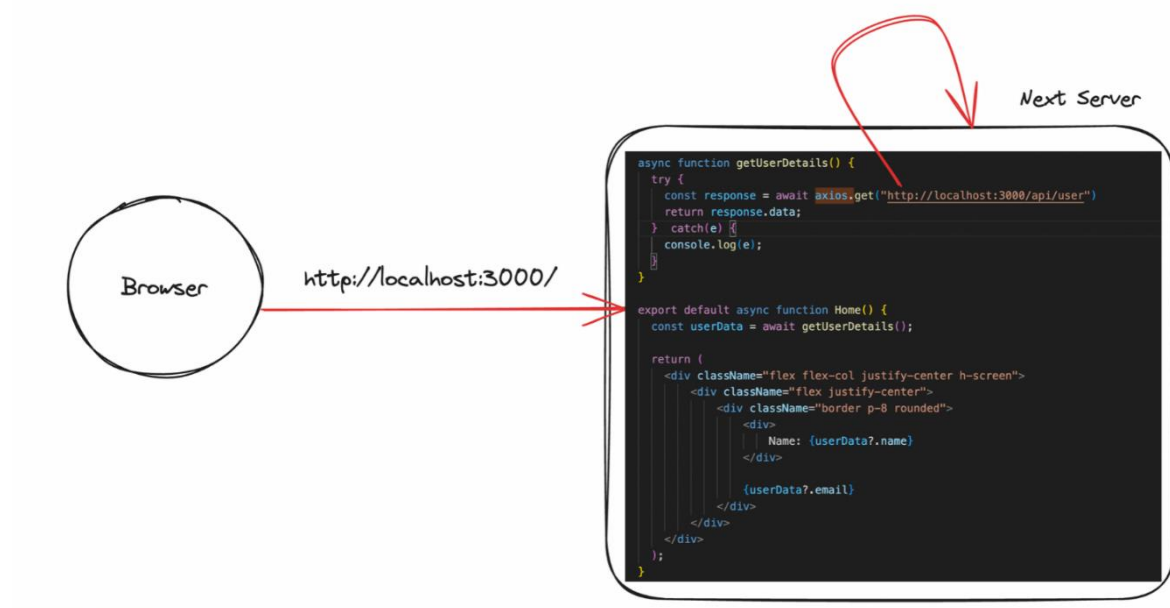 Next Server
Browser
http://localhost:3000/
async function getUserDetails() {
try {
const response = await axios.get("http://localhost:3000/api/user")
return response.data;
}  catch(e) {
console.log(e);
}
}
export default async function Home() {
const userData = await getUserDetails();
return (
<div className="flex flex-col justify-center h-screen">
<div className="flex justify-center">
<div className="border p-8 rounded">
<div>
Name: {userData?.name}
</div>
{userData?.email}
</div>
</div>
</div>
);
}